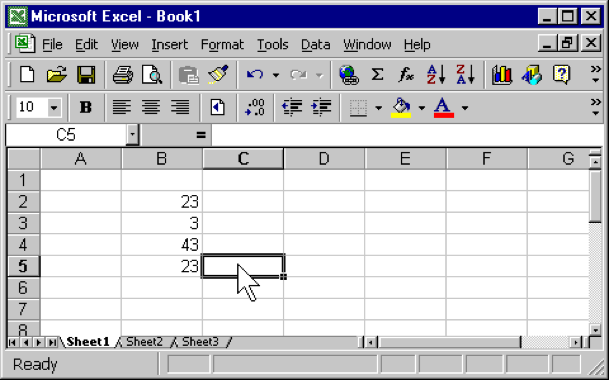 Microsoft Excel - Book1
File Edit View Insert Format Tools Data Window Help
10 B A
C5 =
A B C D E F G
1
2 23
3 3
4 43
5 23
6
7
8
Sheet1 Sheet2 Sheet3
Ready